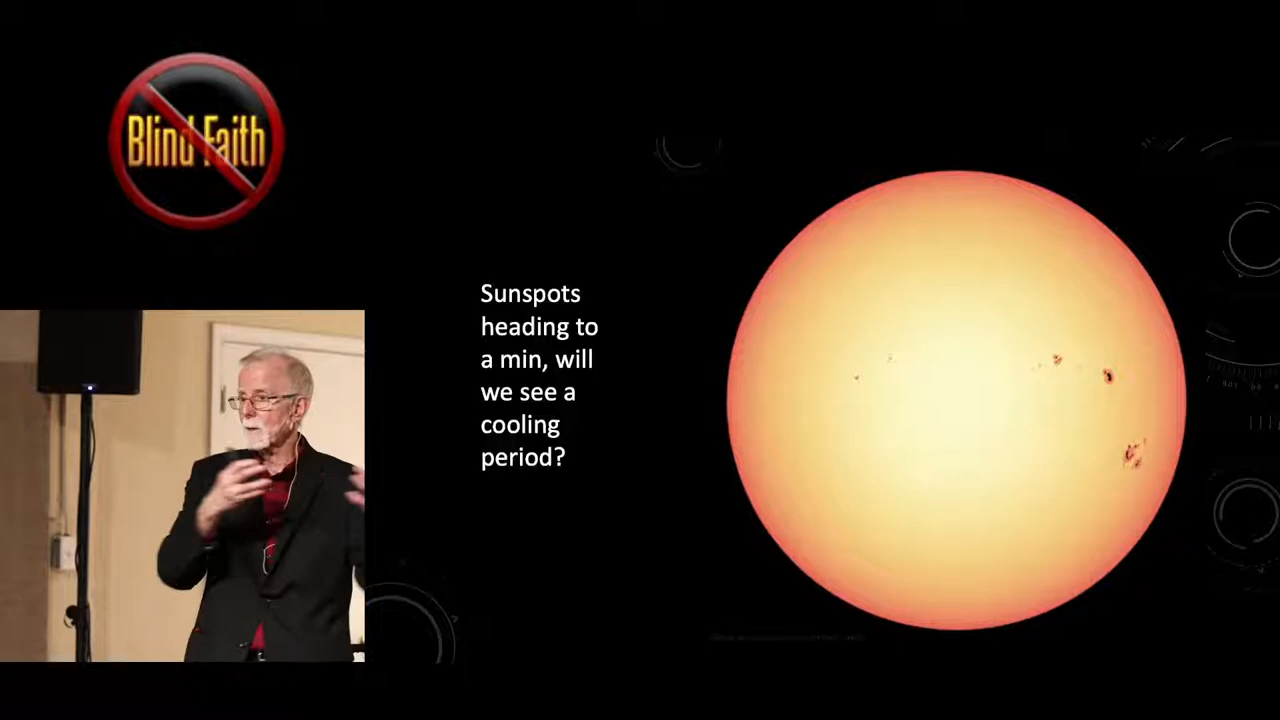 Blind Faith
Sunspots
heading to
a min, will
we see a
cooling
period?